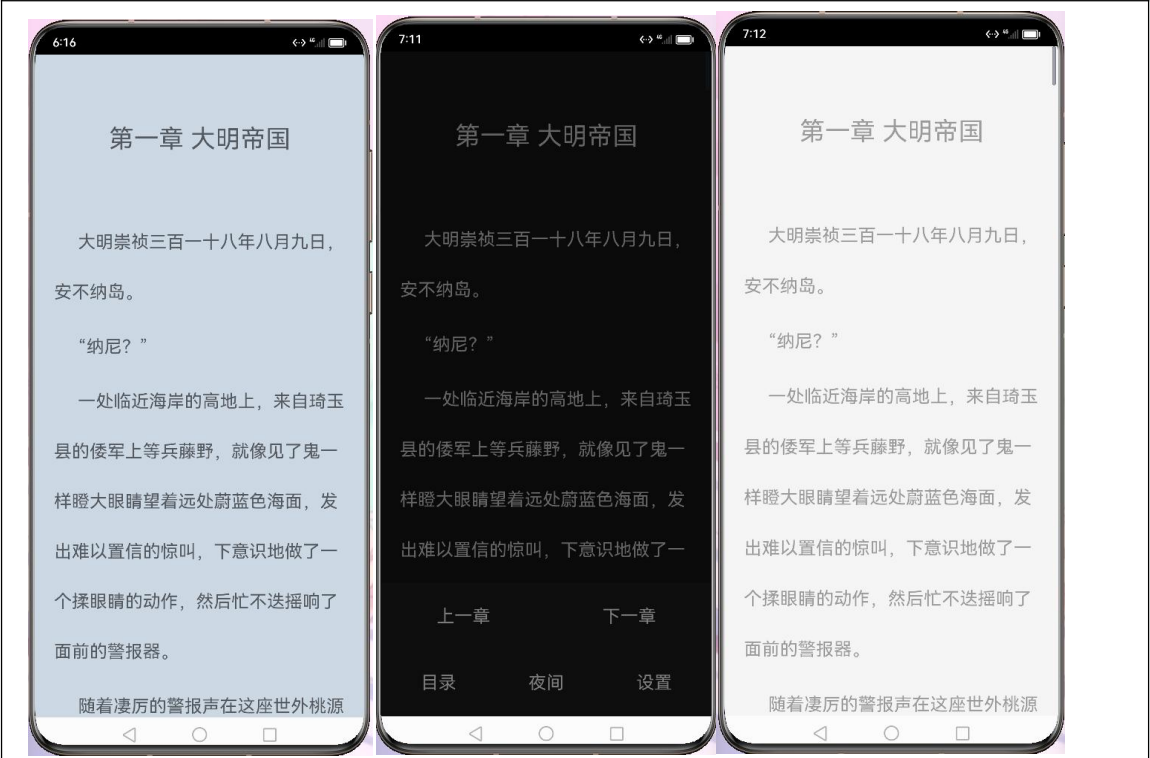 6:16
第一章 大明帝国
大明崇祯三百一十八年八月九日，
安不纳岛。
“纳尼？”
一处临近海岸的高地上，来自琦玉
县的倭军上等兵藤野，就像见了鬼一
样瞪大眼睛望着远处蔚蓝色海面，发
出难以置信的惊叫，下意识地做了一
个揉眼睛的动作，然后忙不迭摇响了
面前的警报器。
随着凄厉的警报声在这座世外桃源
7:11
第一章 大明帝国
大明崇祯三百一十八年八月九日，
安不纳岛。
“纳尼？”
一处临近海岸的高地上，来自琦玉
县的倭军上等兵藤野，就像见了鬼一
样瞪大眼睛望着远处蔚蓝色海面，发
出难以置信的惊叫，下意识地做了一
上一章 下一章
目录 夜间 设置
7:12
第一章 大明帝国
大明崇祯三百一十八年八月九日，
安不纳岛。
“纳尼？”
一处临近海岸的高地上，来自琦玉
县的倭军上等兵藤野，就像见了鬼一
样瞪大眼睛望着远处蔚蓝色海面，发
出难以置信的惊叫，下意识地做了一
个揉眼睛的动作，然后忙不迭摇响了
面前的警报器。
随着凄厉的警报声在这座世外桃源